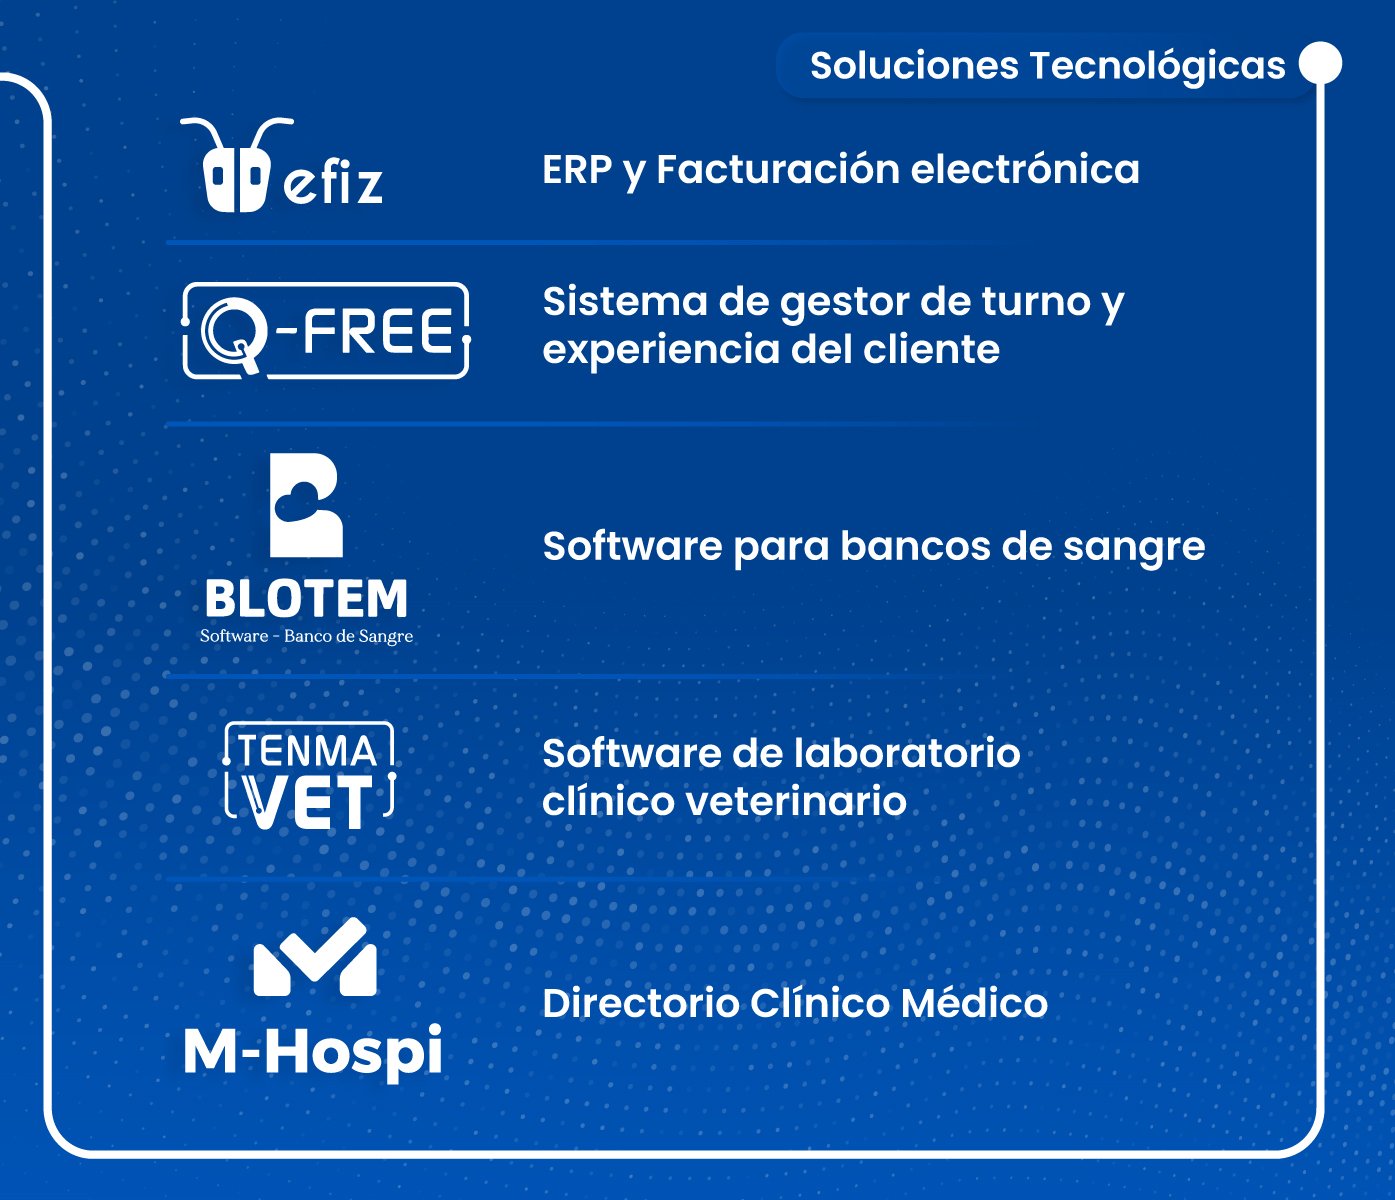 Soluciones Tecnológicas
efiz
ERP y Facturación electrónica
Q-FREE
Sistema de gestor de turno y
experiencia del cliente
BLOTEM
Software - Banco de Sangre
Software para bancos de sangre
TENMA
VET
Software de laboratorio
clínico veterinario
M-Hospi
Directorio Clínico Médico